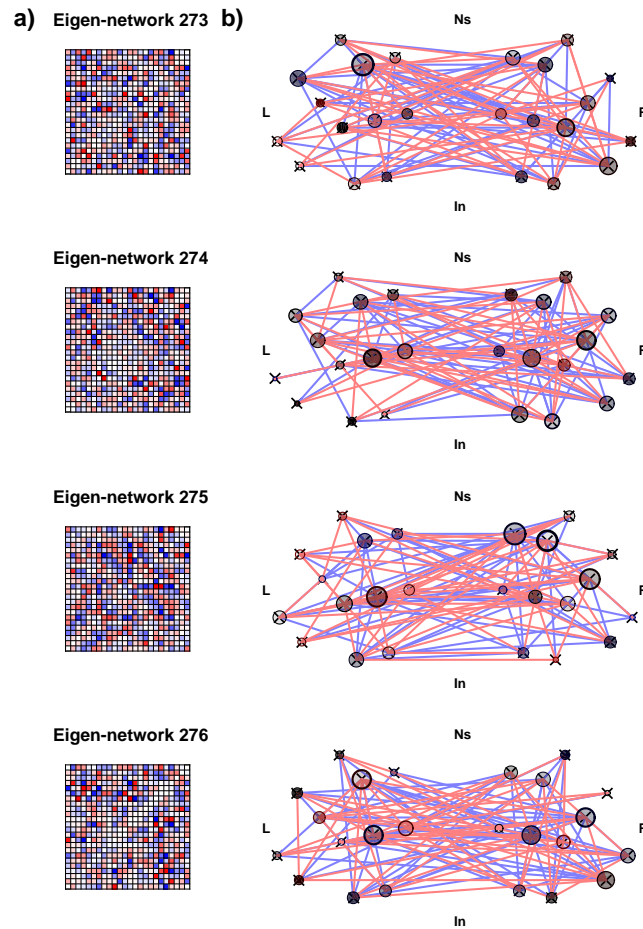 a)
Eigen-network 273
b)
Ns
L
In
Eigen-network 274
Ns
L
In
Eigen-network 275
Ns
L
In
Eigen-network 276
Ns
L
In